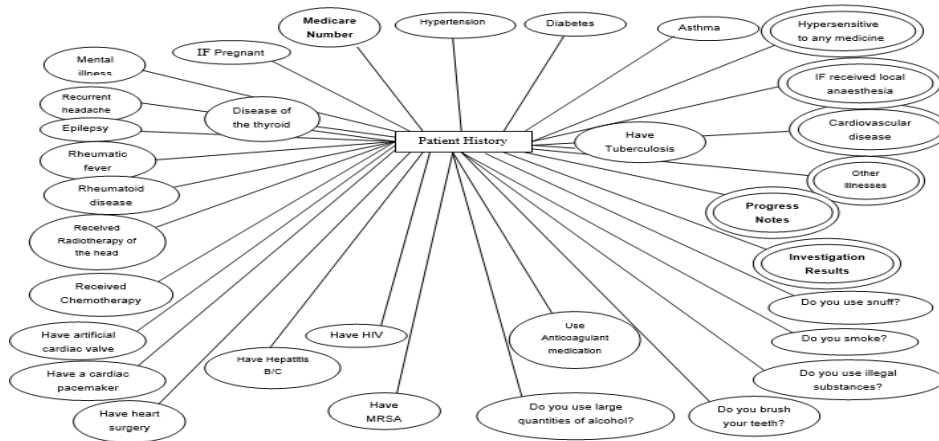 Medicare
Number
Hypertension
Diabetes
Asthma
Hypersensitive
to any medicine
IF Pregnant
Mental
illness
IF received local
anaesthesia
Recurrent
headache
Disease of
the thyroid
Cardiovascular
disease
Epilepsy
Patient History
Have
Tuberculosis
Rheumatic
fever
Other
illnesses
Rheumatoid
disease
Progress
Notes
Received
Radiotherapy of
the head
Investigation
Results
Received
Chemotherapy
Do you use snuff?
Have artificial
cardiac valve
Have HIV
Use
Anticoagulant
medication
Do you smoke?
Have Hepatitis
B/C
Have a cardiac
pacemaker
Do you use illegal
substances?
Have heart
surgery
Have
MRSA
Do you use large
quantities of alcohol?
Do you brush
your teeth?